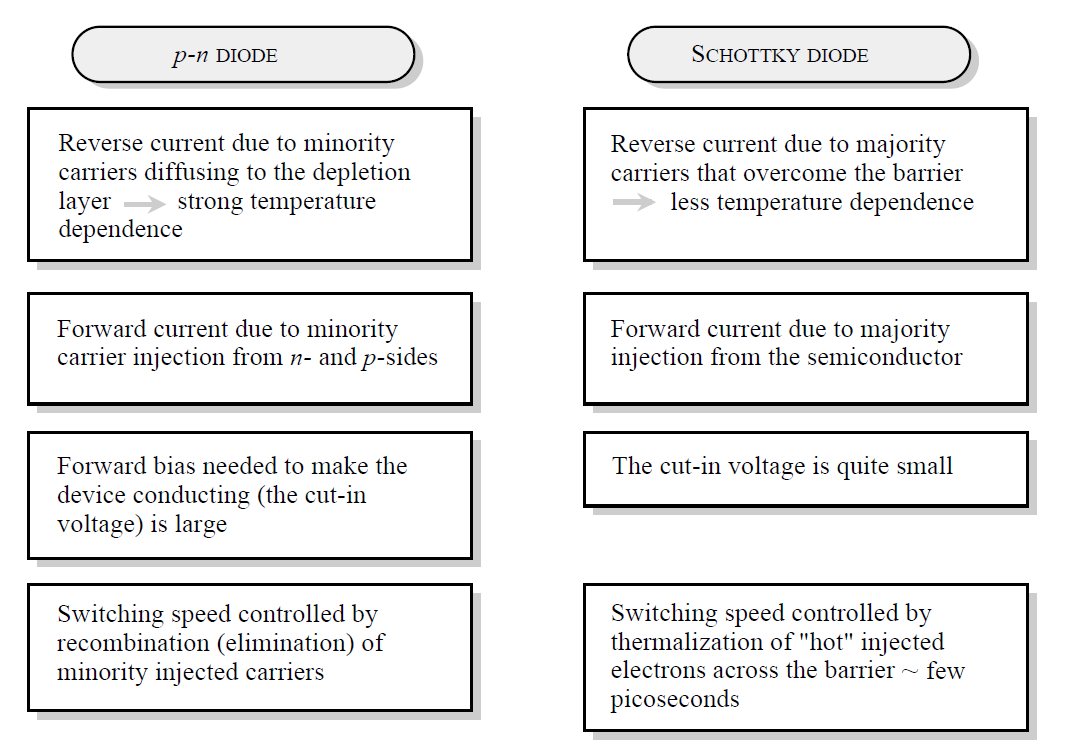 p-n DIODE
Reverse current due to minority
carriers diffusing to the depletion
layer → strong temperature
dependence
Forward current due to minority
carrier injection from n- and p-sides
Forward bias needed to make the
device conducting (the cut-in
voltage) is large
Switching speed controlled by
recombination (elimination) of
minority injected carriers
SCHOTTKY DIODE
Reverse current due to majority
carriers that overcome the barrier
→ less temperature dependence
Forward current due to majority
injection from the semiconductor
The cut-in voltage is quite small
Switching speed controlled by
thermalization of "hot" injected
electrons across the barrier ~ few
picoseconds